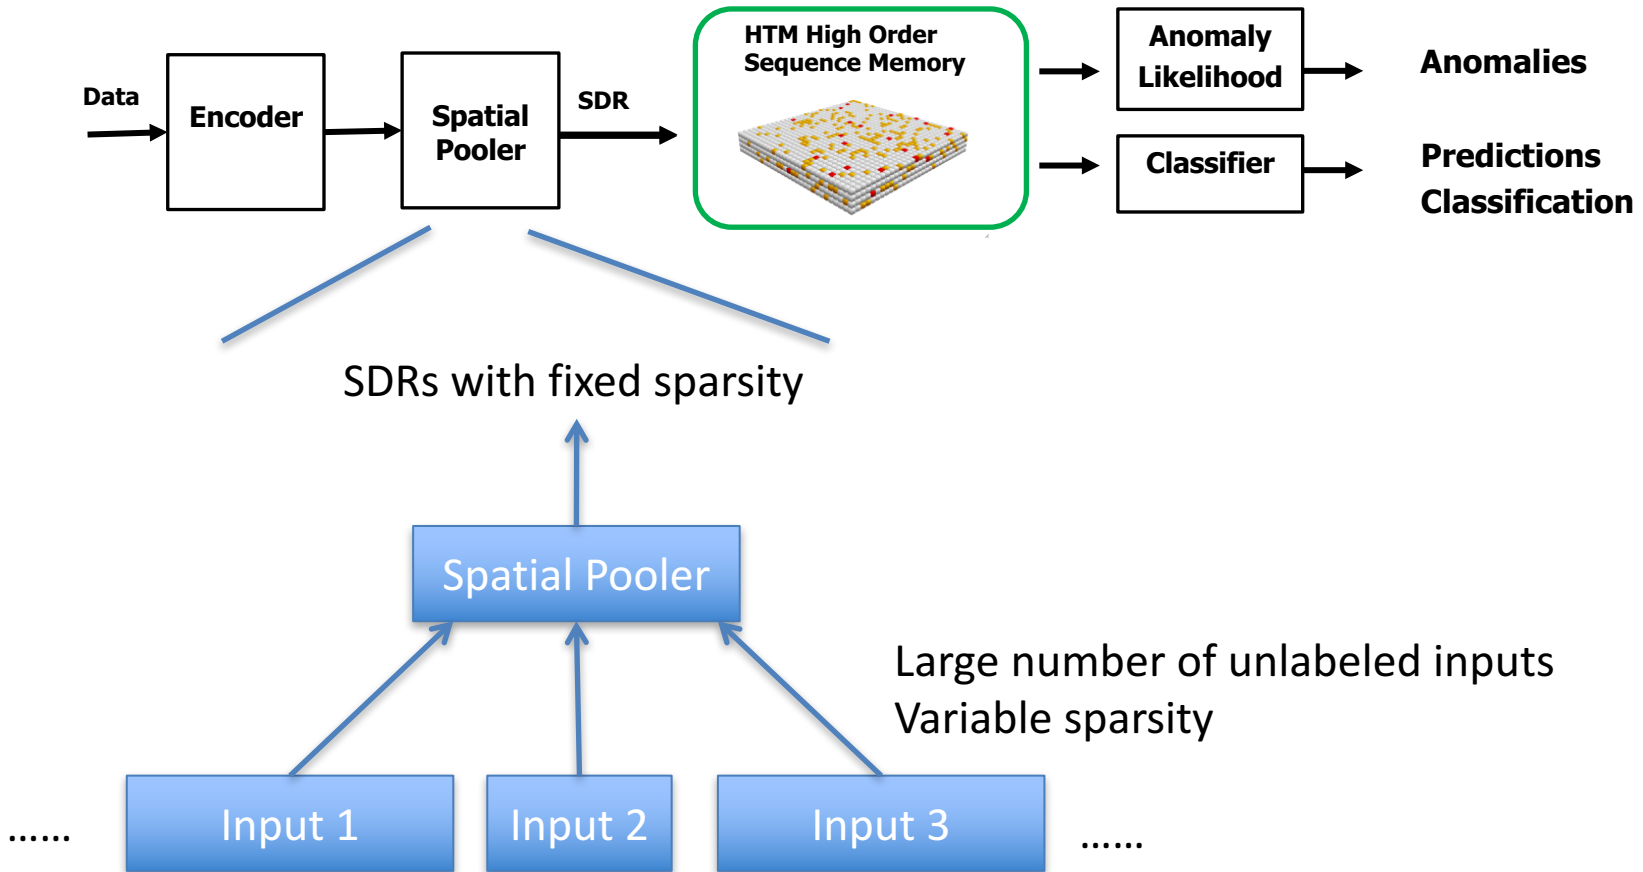 Data
Encoder
Spatial
Pooler
SDR
HTM High Order
Sequence Memory
Anomaly
Likelihood
Anomalies
Classifier
Predictions
Classification
SDRs with fixed sparsity
Spatial Pooler
Large number of unlabeled inputs
Variable sparsity
......
Input 1
Input 2
Input 3
......